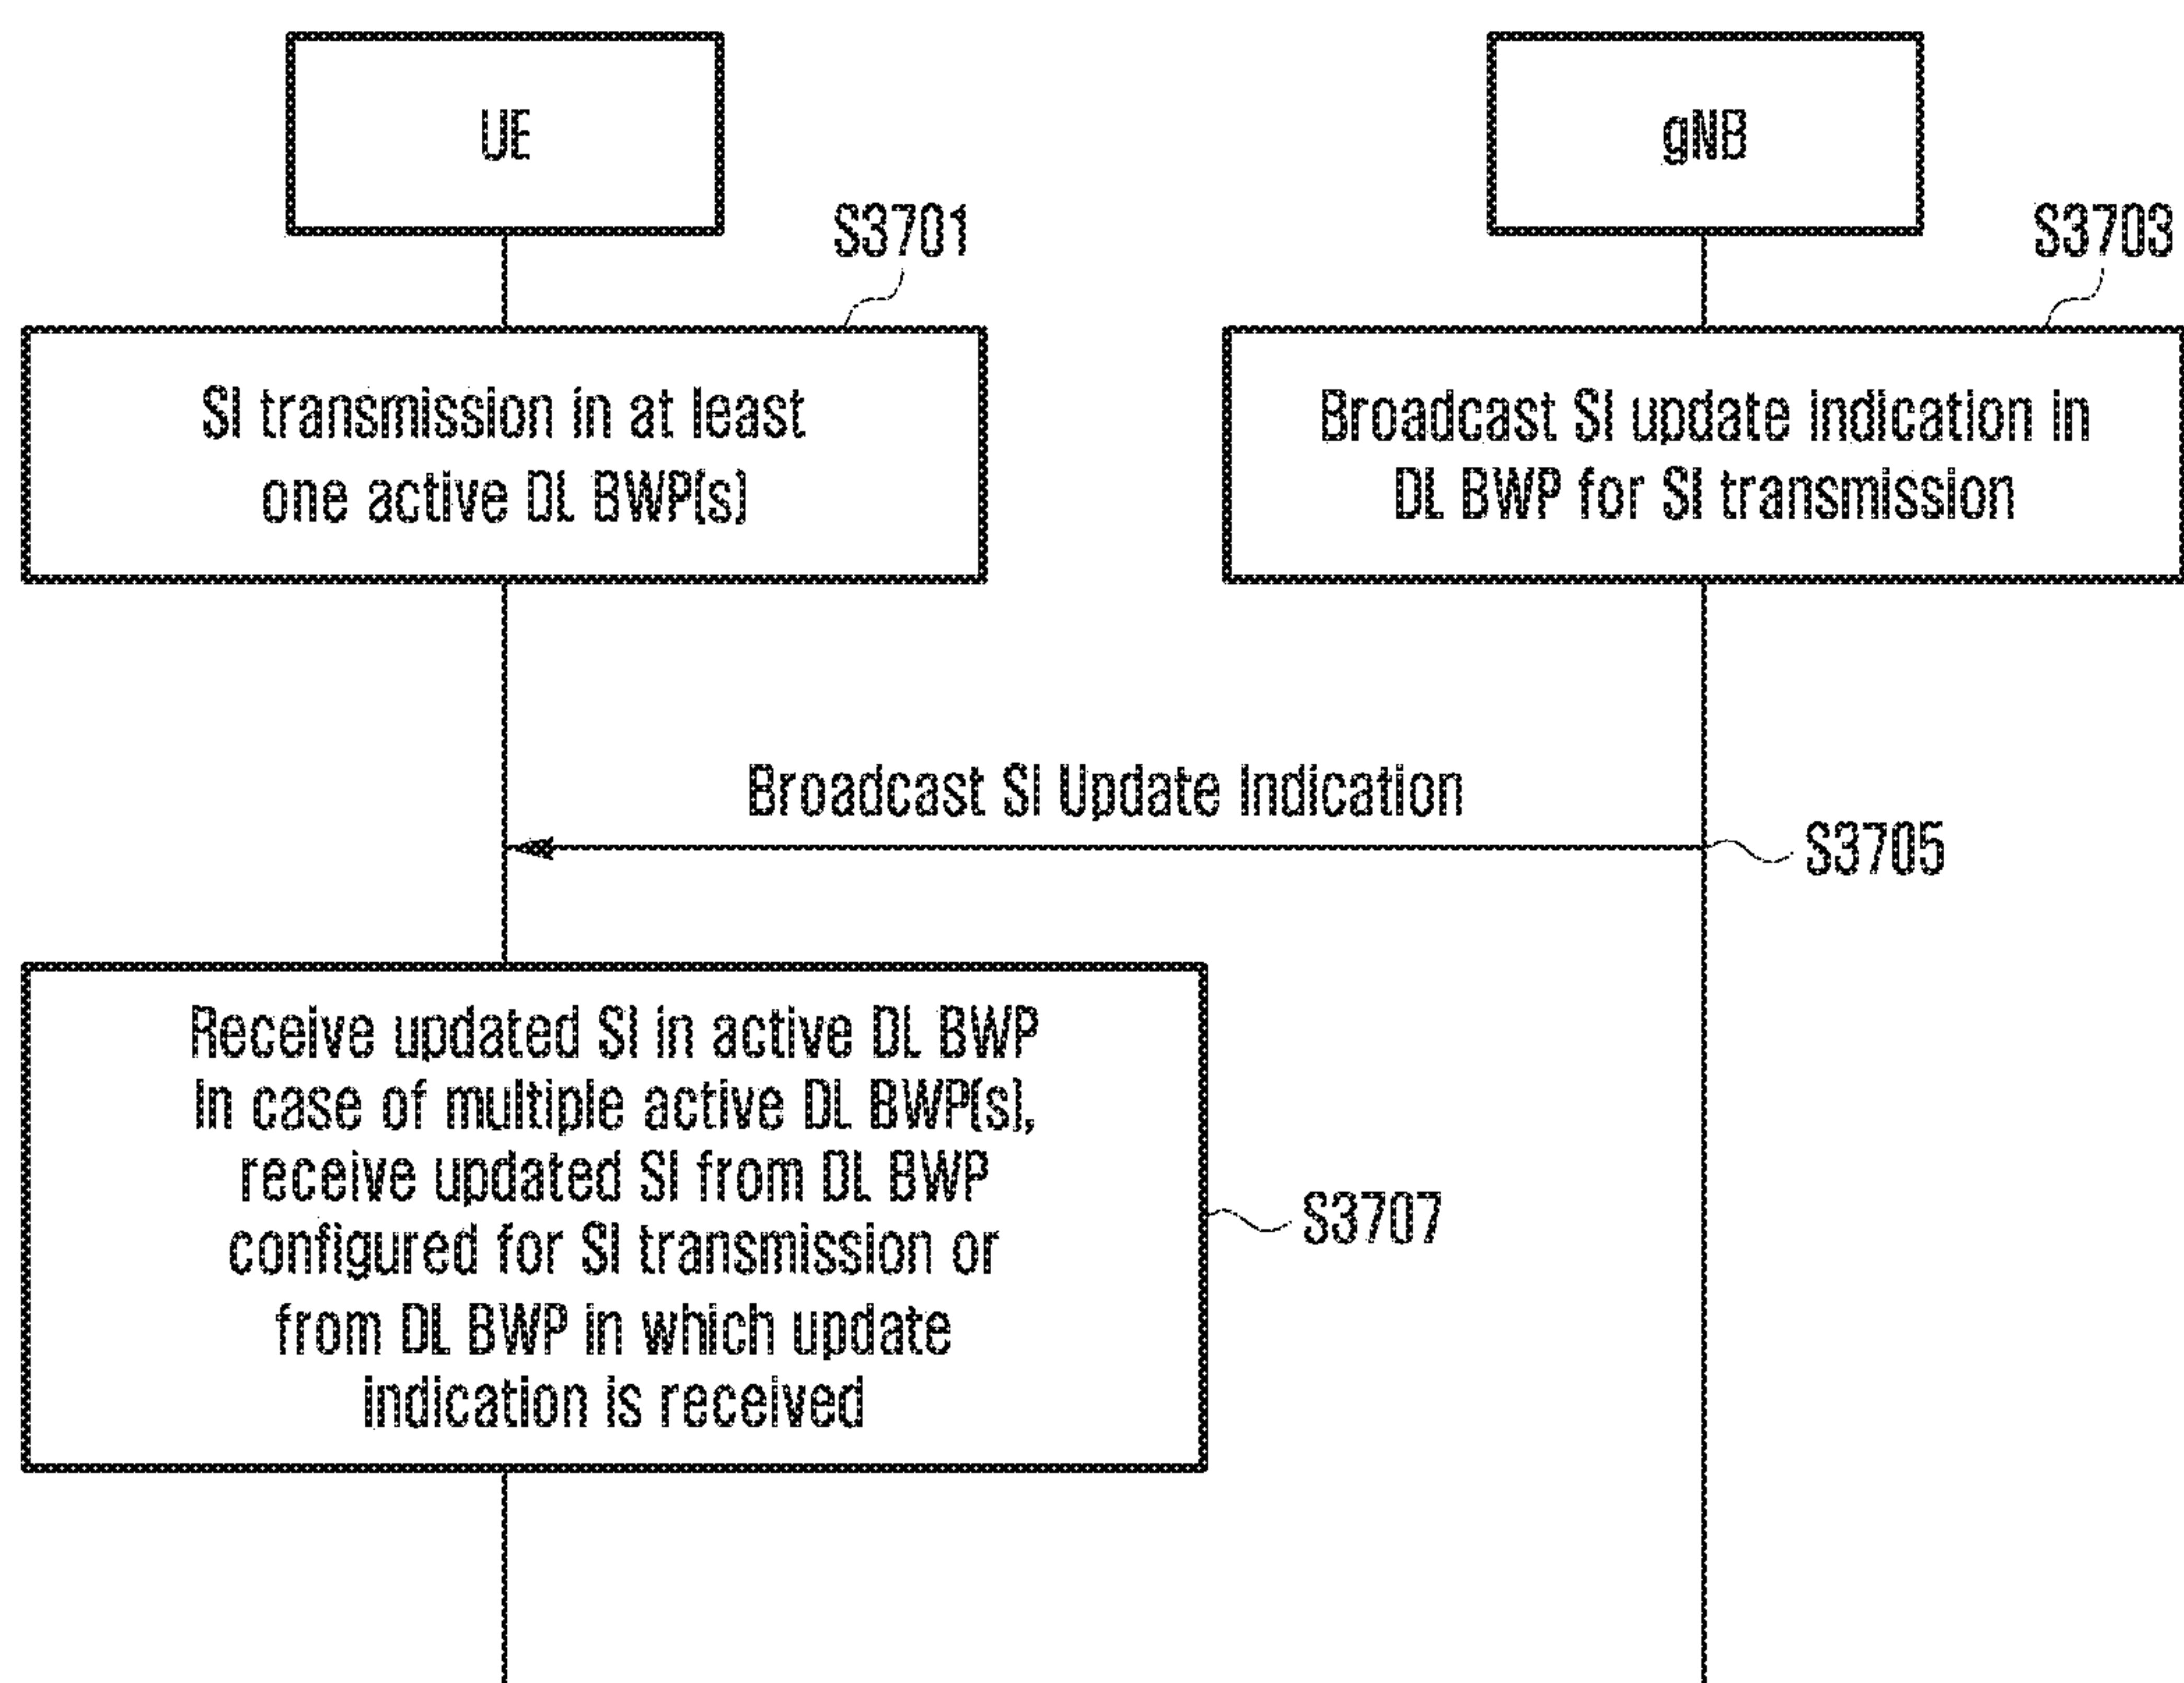 UE
gNB
S3701
S3703
SI transmission in at least
one active DL BWP(s)
Broadcast SI update indication in
DL BWP for SI transmission
Broadcast SI Update Indication
S3705
Receive updated SI in active DL BWP
In case of multiple active DL BWP(s),
receive updated SI from DL BWP
configured for SI transmission or
from DL BWP in which update
indication is received
S3707